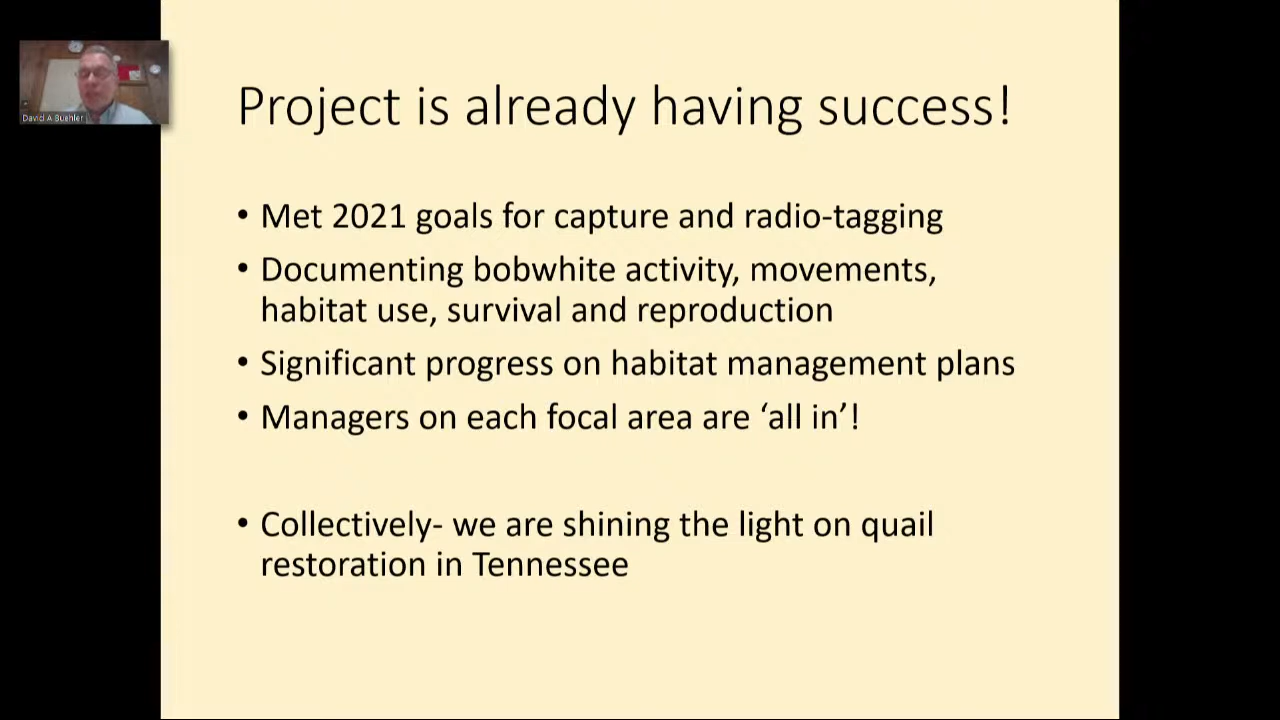 David A Buehler
Project is already having success!
• Met 2021 goals for capture and radio-tagging
• Documenting bobwhite activity, movements,
habitat use, survival and reproduction
• Significant progress on habitat management plans
• Managers on each focal area are ‘all in’!
• Collectively- we are shining the light on quail
restoration in Tennessee